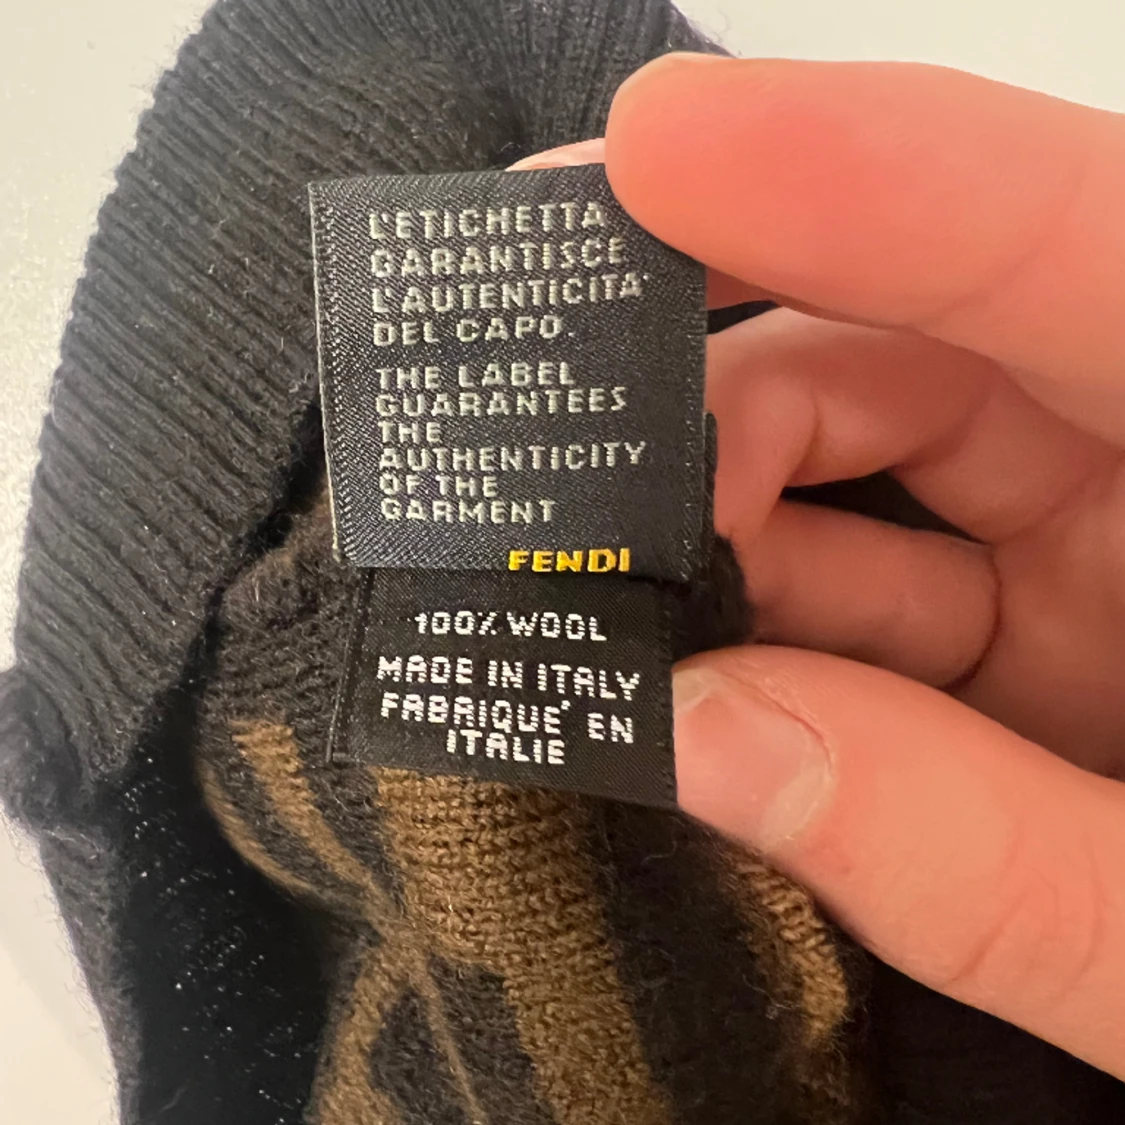 L'ETICHETTA
GARANTISCE
L'AUTENTICITA'
DEL CAPO.
THE LABEL
GUARANTEES
THE
AUTHENTICITY
OF THE
GARMENT
FENDI
100% WOOL
MADE IN ITALY
FABRIQUE' EN
ITALIE